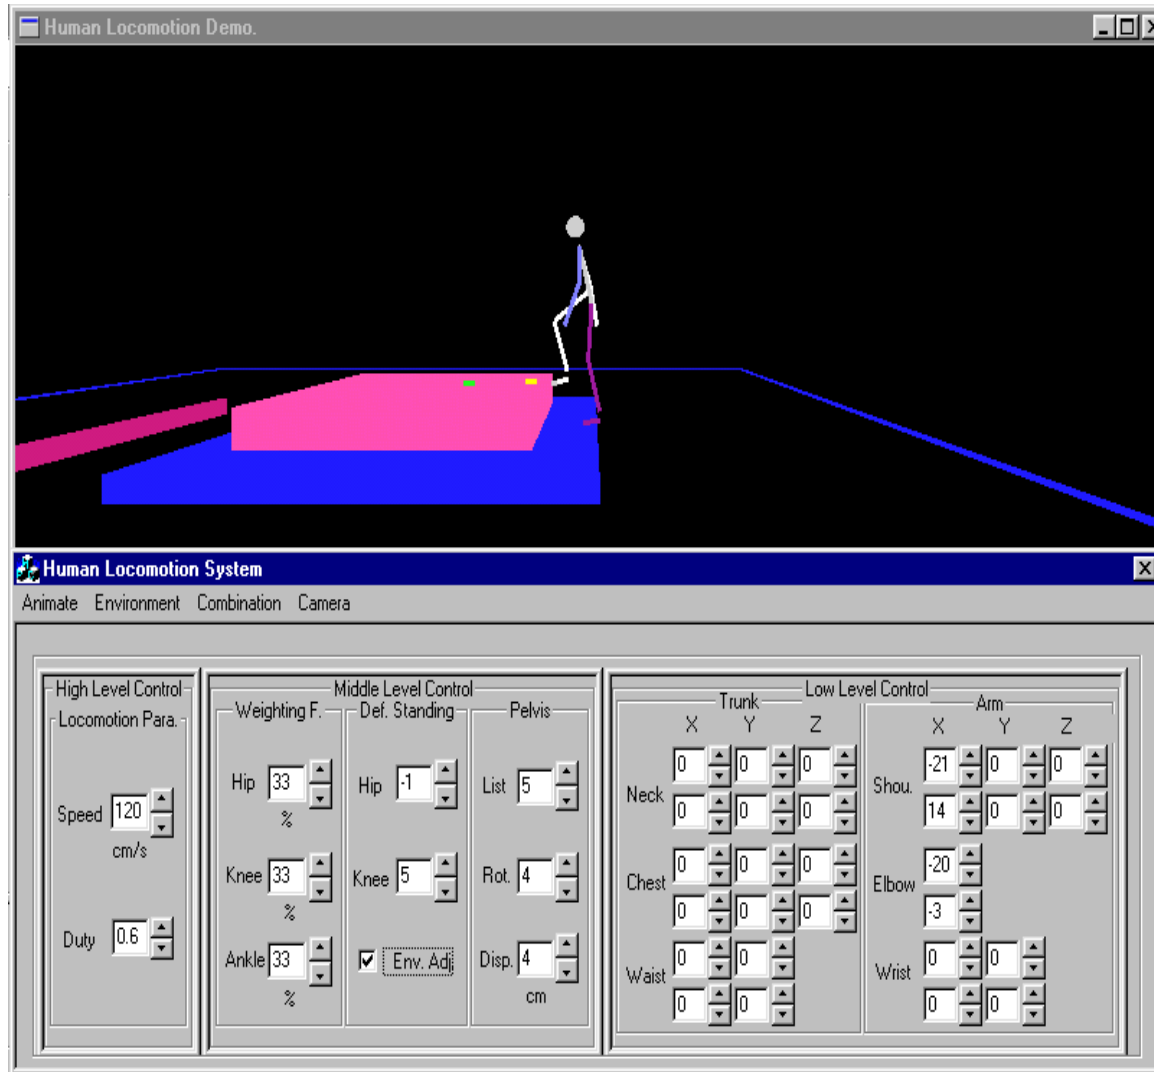 Human Locomotion Demo.
Human Locomotion System
Animate Environment Combination Camera
High Level Control
Locomotion Para.
Speed 120
cm/s
Duty 0.6
Middle Level Control
Weighting F.
Hip 33
%
Knee 33
%
Ankle 33
%
Def. Standing
Hip -1
Knee 5
Env. Adj
Pelvis
List 5
Rot. 4
Disp. 4
cm
Low Level Control
Trunk
X Y Z
Neck
0 0 0
0 0 0
Chest
0 0 0
0 0 0
Waist
0 0
0 0
Arm
X Y Z
Shou.
-21 0 0
14 0 0
Elbow
-20
-3
Wrist
0 0
0 0